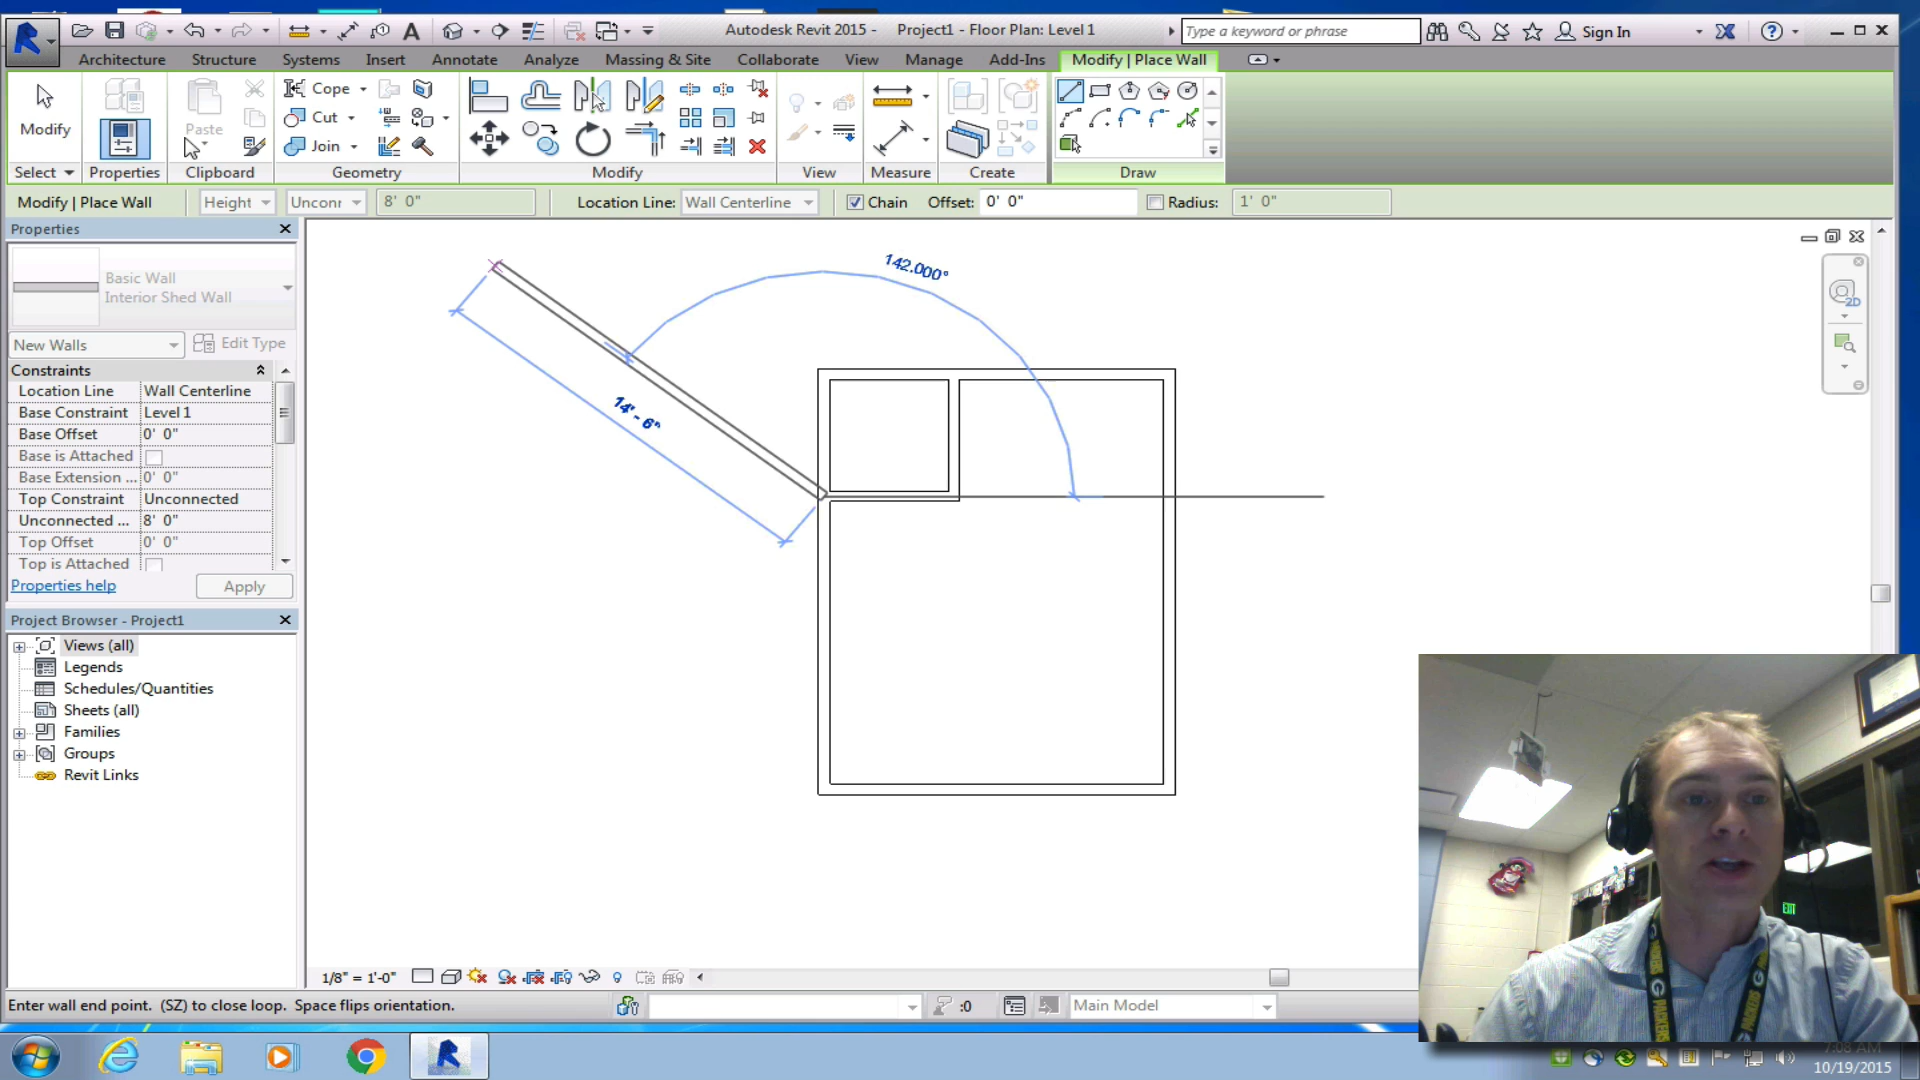 Autodesk Revit 2015 - Project1 - Floor Plan: Level 1
Type a keyword or phrase
Sign In
Architecture Structure Systems Insert Annotate Analyze Massing & Site Collaborate View Manage Add-Ins Modify | Place Wall
Modify
Paste
Cope
Cut
Join
Select Properties Clipboard Geometry Modify View Measure Create Draw
Modify | Place Wall Height Unconr 8' 0" Location Line: Wall Centerline Chain Offset: 0' 0" Radius: 1' 0"
Properties
Basic Wall
Interior Shed Wall
New Walls Edit Type
Constraints
Location Line Wall Centerline
Base Constraint Level 1
Base Offset 0' 0"
Base is Attached
Base Extension ... 0' 0"
Top Constraint Unconnected
Unconnected ... 8' 0"
Top Offset 0' 0"
Top is Attached
Properties help Apply
Project Browser - Project1
Views (all)
Legends
Schedules/Quantities
Sheets (all)
Families
Groups
Revit Links
142.000°
14' - 6"
2D
EXIT
PACKERS
1/8" = 1'-0"
Enter wall end point. (SZ) to close loop. Space flips orientation.
:0
Main Model
7:08 AM
10/19/2015